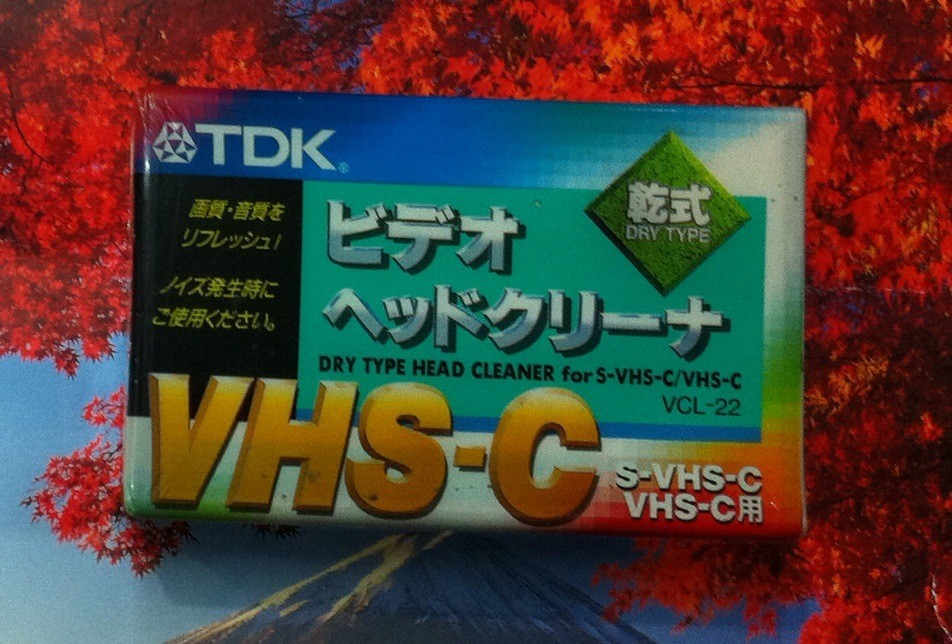 TDK®
画質・音質を
リフレッシュ!
ノイズ発生時に
ご使用ください。
乾式
DRY TYPE
ビデオ
ヘッドクリーナ
DRY TYPE HEAD CLEANER for S-VHS-C/VHS-C
VCL-22
VHS-C
S-VHS-C
VHS-C用